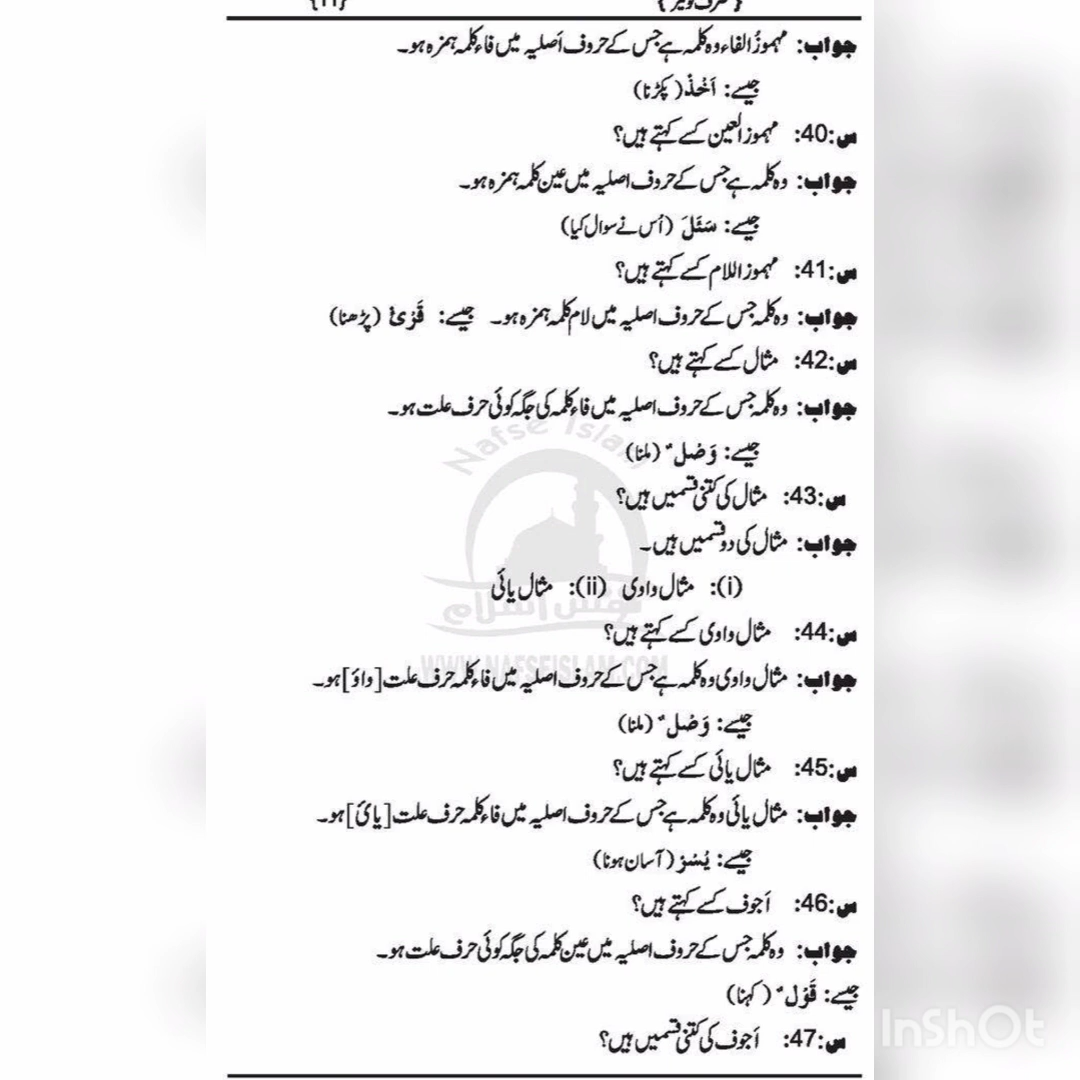 {11}
جواب: مہموزُ الفاء وہ کلمہ ہے جس کے حروف اَصلیہ میں فاء کلمہ ہمزہ ہو۔
جیسے: اَخُذْ (پکڑنا)
س:40: مہموز العین کسے کہتے ہیں؟
جواب: وہ کلمہ ہے جس کے حروف اصلیہ میں عین کلمہ ہمزہ ہو۔
جیسے: سَئَلَ (اُس نے سوال کیا)
س:41: مہموز اللام کسے کہتے ہیں؟
جواب: وہ کلمہ جس کے حروف اصلیہ میں لام کلمہ ہمزہ ہو۔ جیسے: قَرْئ (پڑھنا)
س:42: مثال کسے کہتے ہیں؟
جواب: وہ کلمہ جس کے حروف اصلیہ میں فاء کلمہ کی جگہ کوئی حرف علت ہو۔
جیسے: وَصْل ٌ (ملنا)
س:43: مثال کی کتنی قسمیں ہیں؟
جواب: مثال کی دو قسمیں ہیں۔
(i): مثال واوی (ii): مثال یائی
س:44: مثال واوی کسے کہتے ہیں؟
جواب: مثال واوی وہ کلمہ ہے جس کے حروف اصلیہ میں فاء کلمہ حرف علت [واؤ] ہو۔
جیسے: وَصْل ٌ (ملنا)
س:45: مثال یائی کسے کہتے ہیں؟
جواب: مثال یائی وہ کلمہ ہے جس کے حروف اصلیہ میں فاء کلمہ حرف علت [یائ] ہو۔
جیسے: یُسْرْ (آسان ہونا)
س:46: اَجوف کسے کہتے ہیں؟
جواب: وہ کلمہ جس کے حروف اصلیہ میں عین کلمہ کی جگہ کوئی حرف علت ہو۔
جیسے: قَوْل ٌ (کہنا)
س:47: اَجوف کی کتنی قسمیں ہیں؟
Nafse Islam
نفس اسلام
WWW.NAFSEISLAM.COM
InShOt